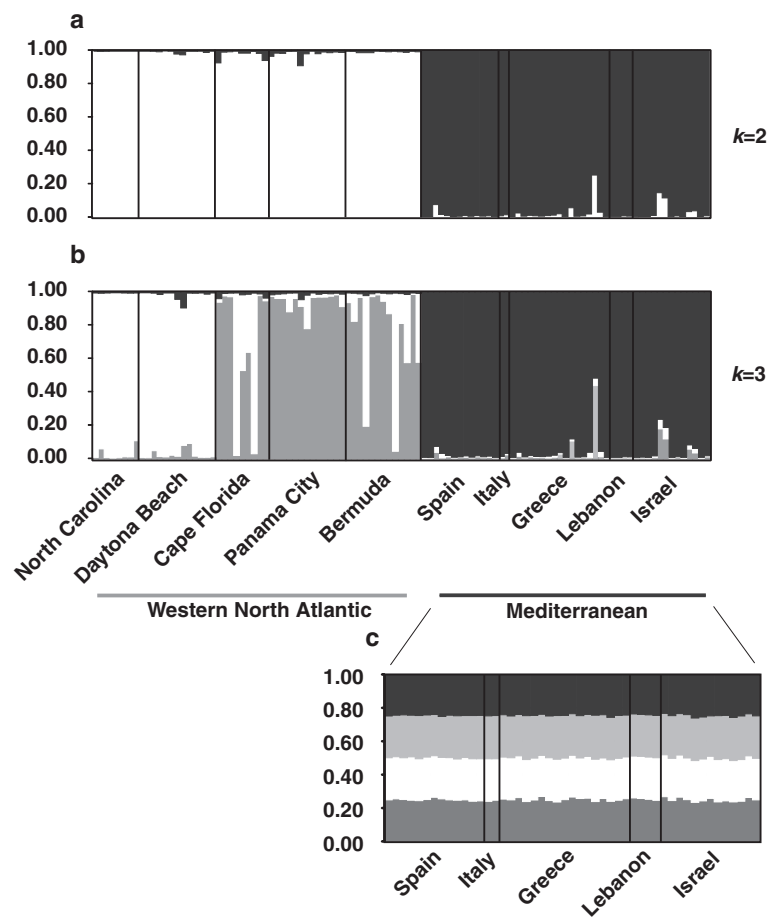 a
1.00
0.80
0.60
0.40
0.20
0.00
k=2
b
1.00
0.80
0.60
0.40
0.20
0.00
k=3
North Carolina
Daytona Beach
Cape Florida
Panama City
Bermuda
Spain
Italy
Greece
Lebanon
Israel
Western North Atlantic
Mediterranean
c
1.00
0.80
0.60
0.40
0.20
0.00
Spain
Italy
Greece
Lebanon
Israel